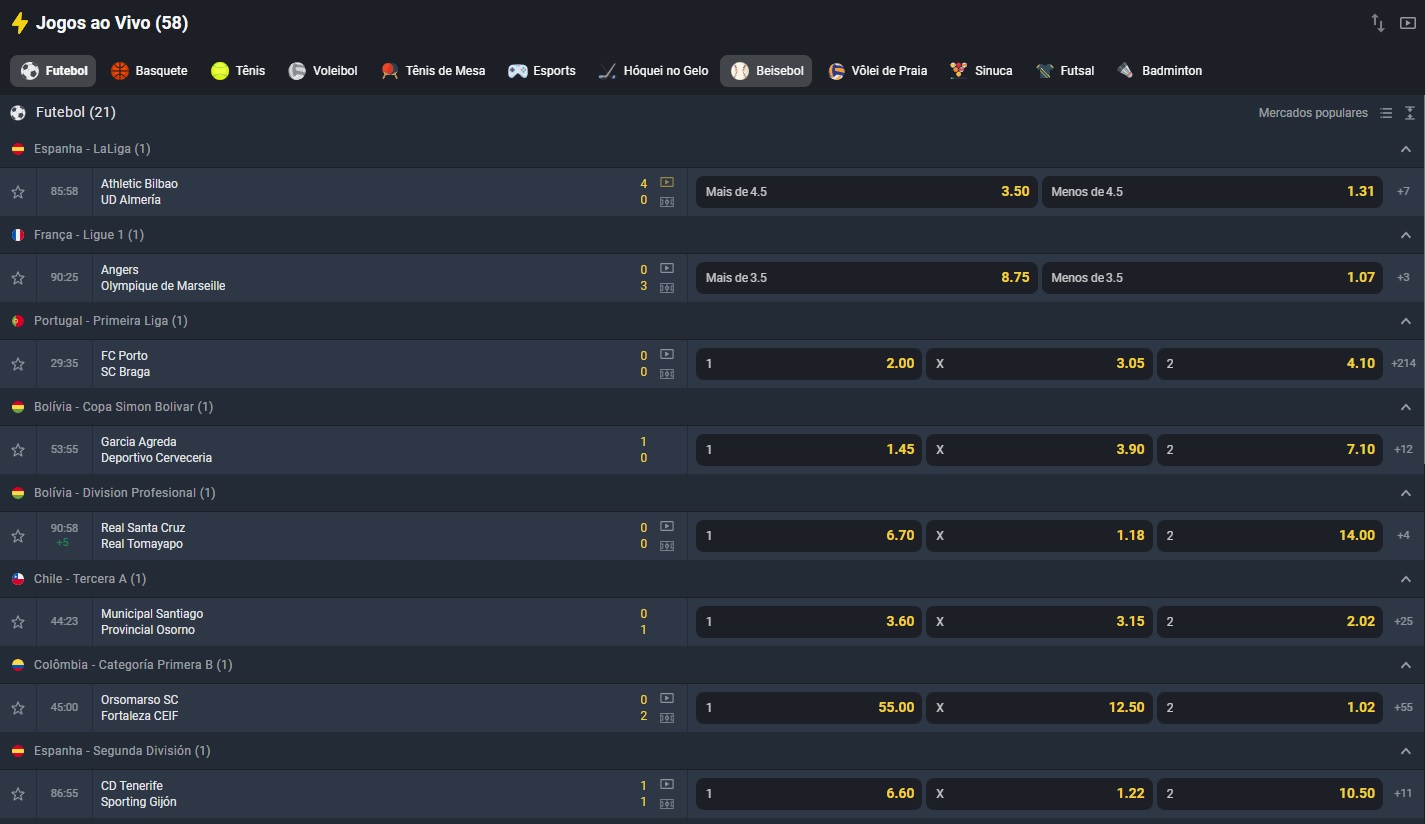 Jogos ao Vivo (58)
Futebol Basquete Tênis Voleibol Tênis de Mesa Esports Hóquei no Gelo Beisebol Vôlei de Praia Sinuca Futsal Badminton
Futebol (21) Mercados populares
Espanha - LaLiga (1)
85:58 Athletic Bilbao 4 Mais de 4.5 3.50 Menos de 4.5 1.31 +7
UD Almería 0
França - Ligue 1 (1)
90:25 Angers 0 Mais de 3.5 8.75 Menos de 3.5 1.07 +3
Olympique de Marseille 3
Portugal - Primeira Liga (1)
29:35 FC Porto 0 1 2.00 X 3.05 2 4.10 +214
SC Braga 0
Bolívia - Copa Simon Bolivar (1)
53:55 Garcia Agreda 1 1 1.45 X 3.90 2 7.10 +12
Deportivo Cerveceria 0
Bolívia - Division Profesional (1)
90:58 Real Santa Cruz 0 1 6.70 X 1.18 2 14.00 +4
+5 Real Tomayapo 0
Chile - Tercera A (1)
44:23 Municipal Santiago 0 1 3.60 X 3.15 2 2.02 +25
Provincial Osorno 1
Colômbia - Categoría Primera B (1)
45:00 Orsomarso SC 0 1 55.00 X 12.50 2 1.02 +55
Fortaleza CEIF 2
Espanha - Segunda División (1)
86:55 CD Tenerife 1 1 6.60 X 1.22 2 10.50 +11
Sporting Gijón 1